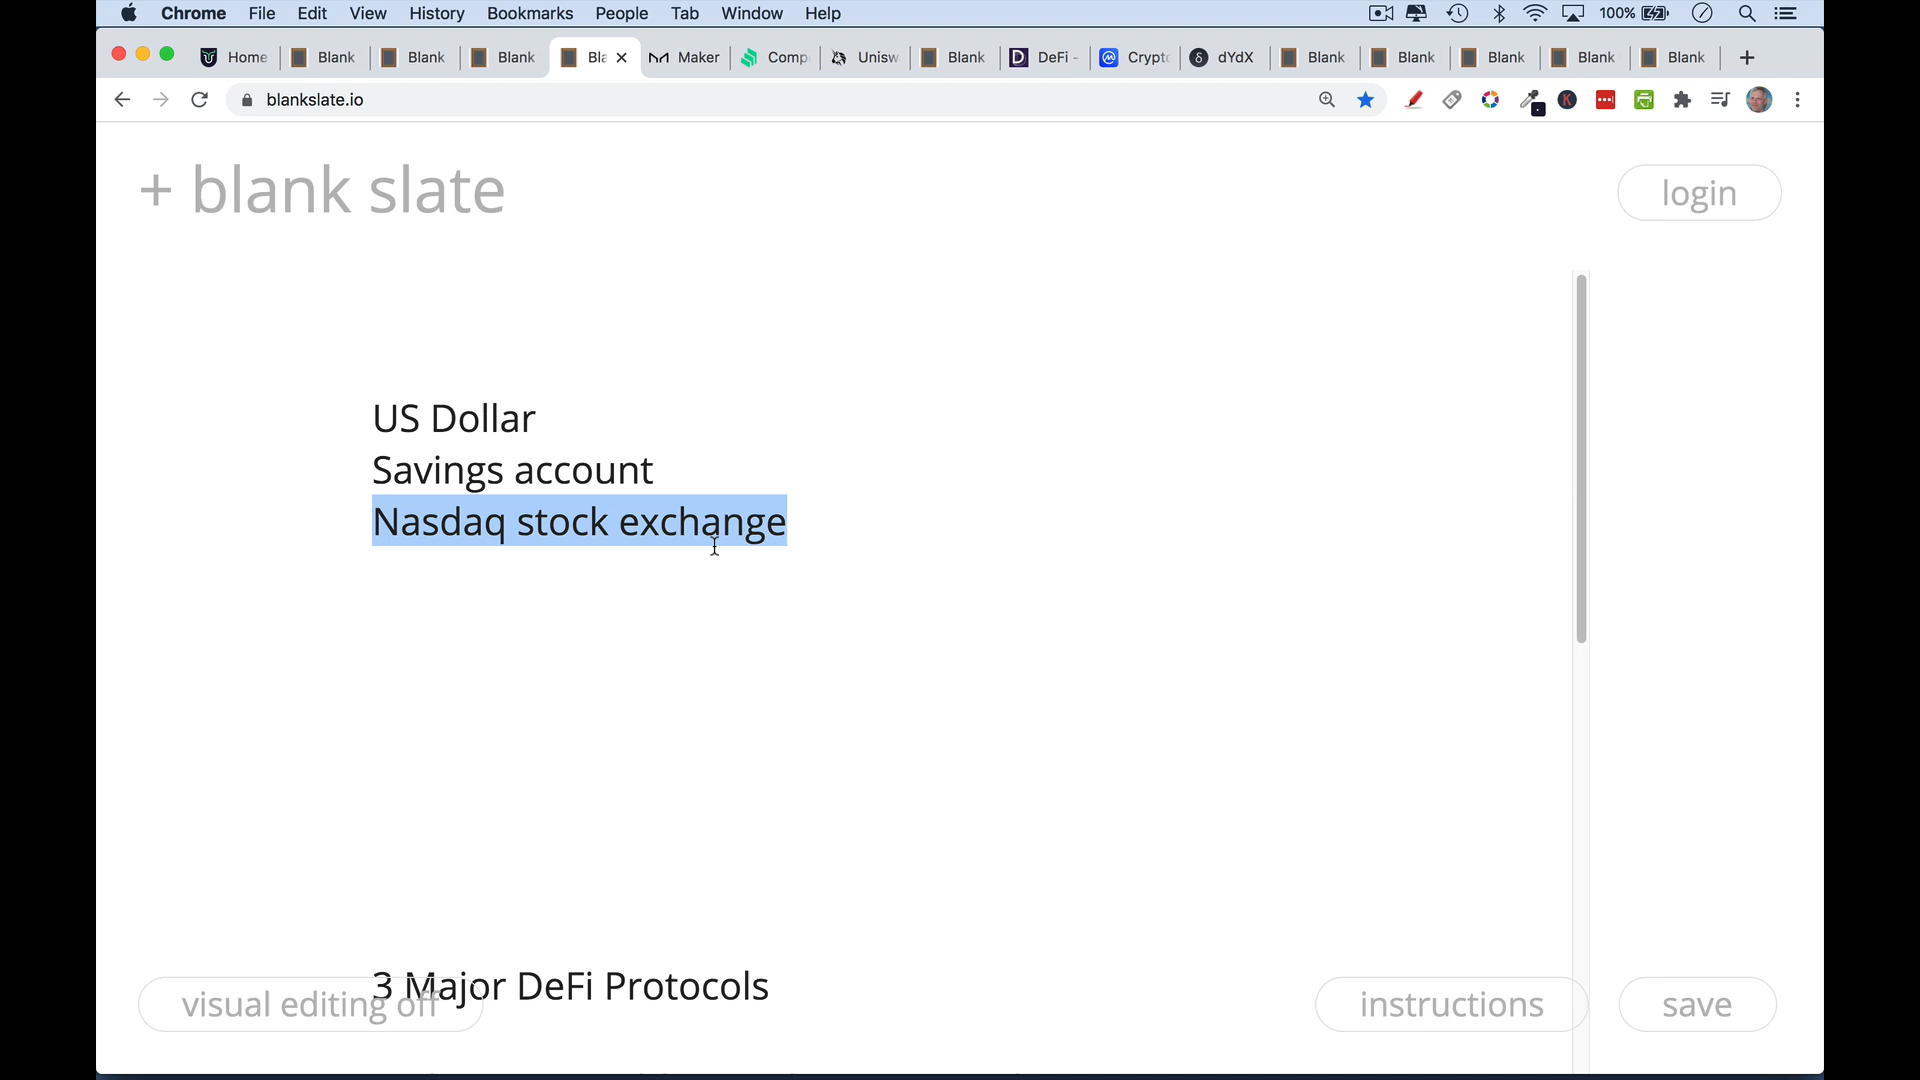 Chrome File Edit View History Bookmarks People Tab Window Help 100%
Home Blank Blank Blank Bla Maker Comp Unisw Blank DeFi - Crypto dYdX Blank Blank Blank Blank Blank
blankslate.io
+ blank slate
login
US Dollar
Savings account
Nasdaq stock exchange
3 Major DeFi Protocols
visual editing off
instructions
save